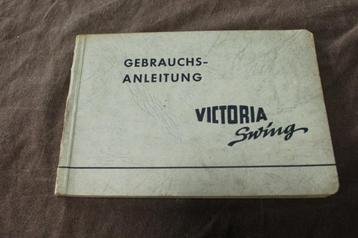 GEBRAUCHS-
ANLEITUNG
VICTORIA
Swing